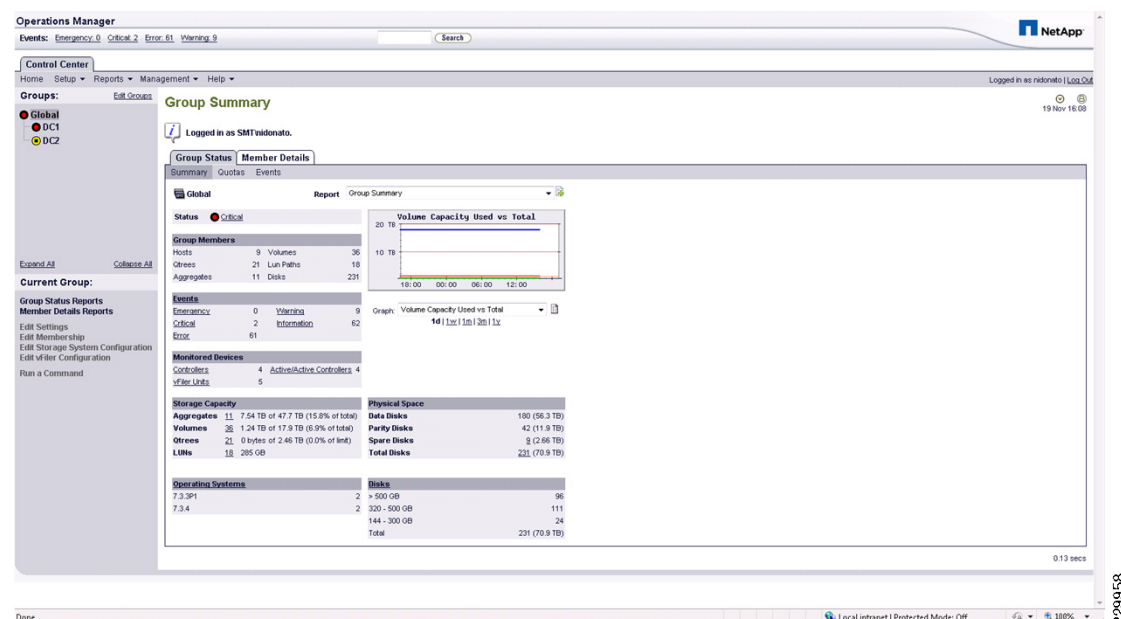 Operations Manager
Events: Emergency: 0 Critical: 2 Error: 61 Warning: 9
Search
NetApp
Control Center
Home Setup Reports Management Help
Logged in as nidonato | Log Out
Groups: Edit Groups
Global
DC1
DC2
Expand All Collapse All
Current Group:
Group Status Reports
Member Details Reports
Edit Settings
Edit Membership
Edit Storage System Configuration
Edit vFiler Configuration
Run a Command
Group Summary
19 Nov 16:08
i Logged in as SMT\nidonato.
Group Status Member Details
Summary Quotas Events
Global Report Group Summary
Status Critical
Group Members
Hosts 9 Volumes 36
Qtrees 21 Lun Paths 18
Aggregates 11 Disks 231
Events
Emergency 0 Warning 9
Critical 2 Information 62
Error 61
Monitored Devices
Controllers 4 Active/Active Controllers 4
vFiler Units 5
Volume Capacity Used vs Total
20 TB
10 TB
18:00 00:00 06:00 12:00
Graph: Volume Capacity Used vs Total
1d | 1w | 1m | 3m | 1y
Storage Capacity
Aggregates 11 7.54 TB of 47.7 TB (15.8% of total)
Volumes 36 1.24 TB of 17.9 TB (6.9% of total)
Qtrees 21 0 bytes of 2.46 TB (0.0% of limit)
LUNs 18 285 GB
Physical Space
Data Disks 180 (56.3 TB)
Parity Disks 42 (11.9 TB)
Spare Disks 9 (2.66 TB)
Total Disks 231 (70.9 TB)
Operating Systems
7.3.3P1 2
7.3.4 2
Disks
> 500 GB 96
320 - 500 GB 111
144 - 300 GB 24
Total 231 (70.9 TB)
0.13 secs
Done
Local intranet | Protected Mode: Off
100%
229958